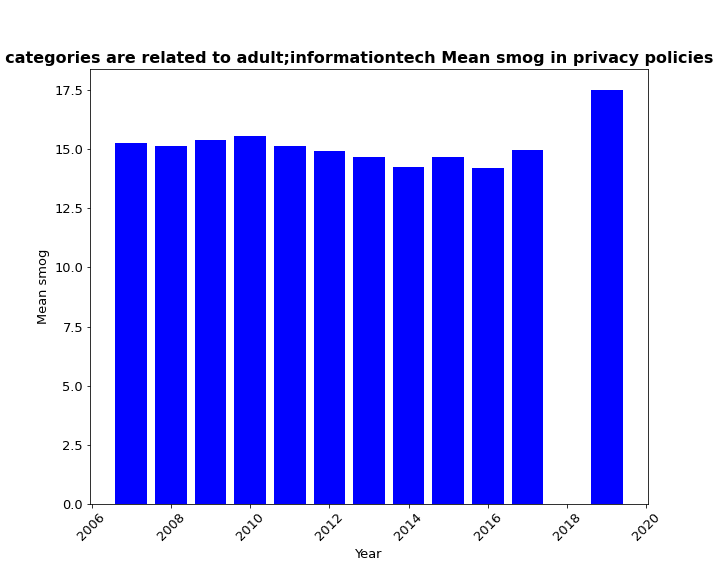 categories are related to adult;informationtech Mean smog in privacy policies
17.5
15.0
12.5
10.0
7.5
5.0
2.5
0.0
Mean smog
2006 2008 2010 2012 2014 2016 2018 2020
Year